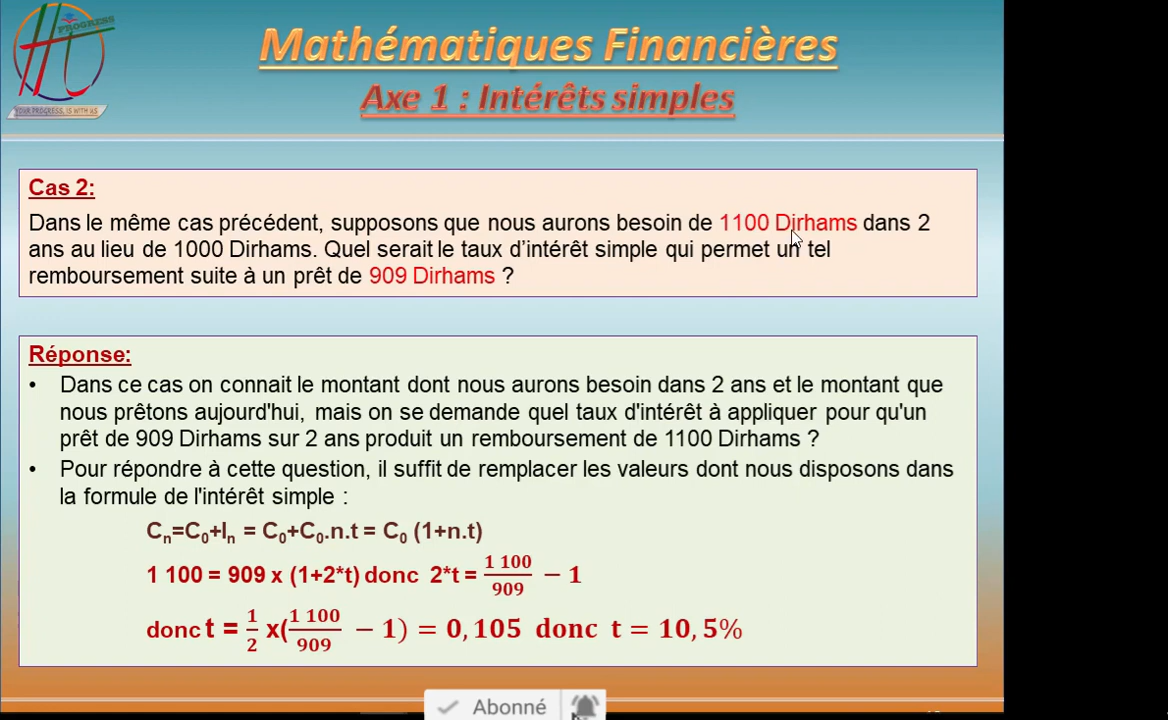 PROGRESS
YOUR PROGRESS, IS WITH US
Mathématiques Financières
Axe 1 : Intérêts simples
Cas 2:
Dans le même cas précédent, supposons que nous aurons besoin de 1100 Dirhams dans 2
ans au lieu de 1000 Dirhams. Quel serait le taux d'intérêt simple qui permet un tel
remboursement suite à un prêt de 909 Dirhams ?
Réponse:
• Dans ce cas on connait le montant dont nous aurons besoin dans 2 ans et le montant que
nous prêtons aujourd'hui, mais on se demande quel taux d'intérêt à appliquer pour qu'un
prêt de 909 Dirhams sur 2 ans produit un remboursement de 1100 Dirhams ?
• Pour répondre à cette question, il suffit de remplacer les valeurs dont nous disposons dans
la formule de l'intérêt simple :
Cₙ=C₀+Iₙ = C₀+C₀.n.t = C₀ (1+n.t)
1 100 = 909 x (1+2*t) donc 2*t = 1 100/909 − 1
donc t = 1/2 x(1 100/909 − 1) = 0, 105 donc t = 10, 5%
Abonné